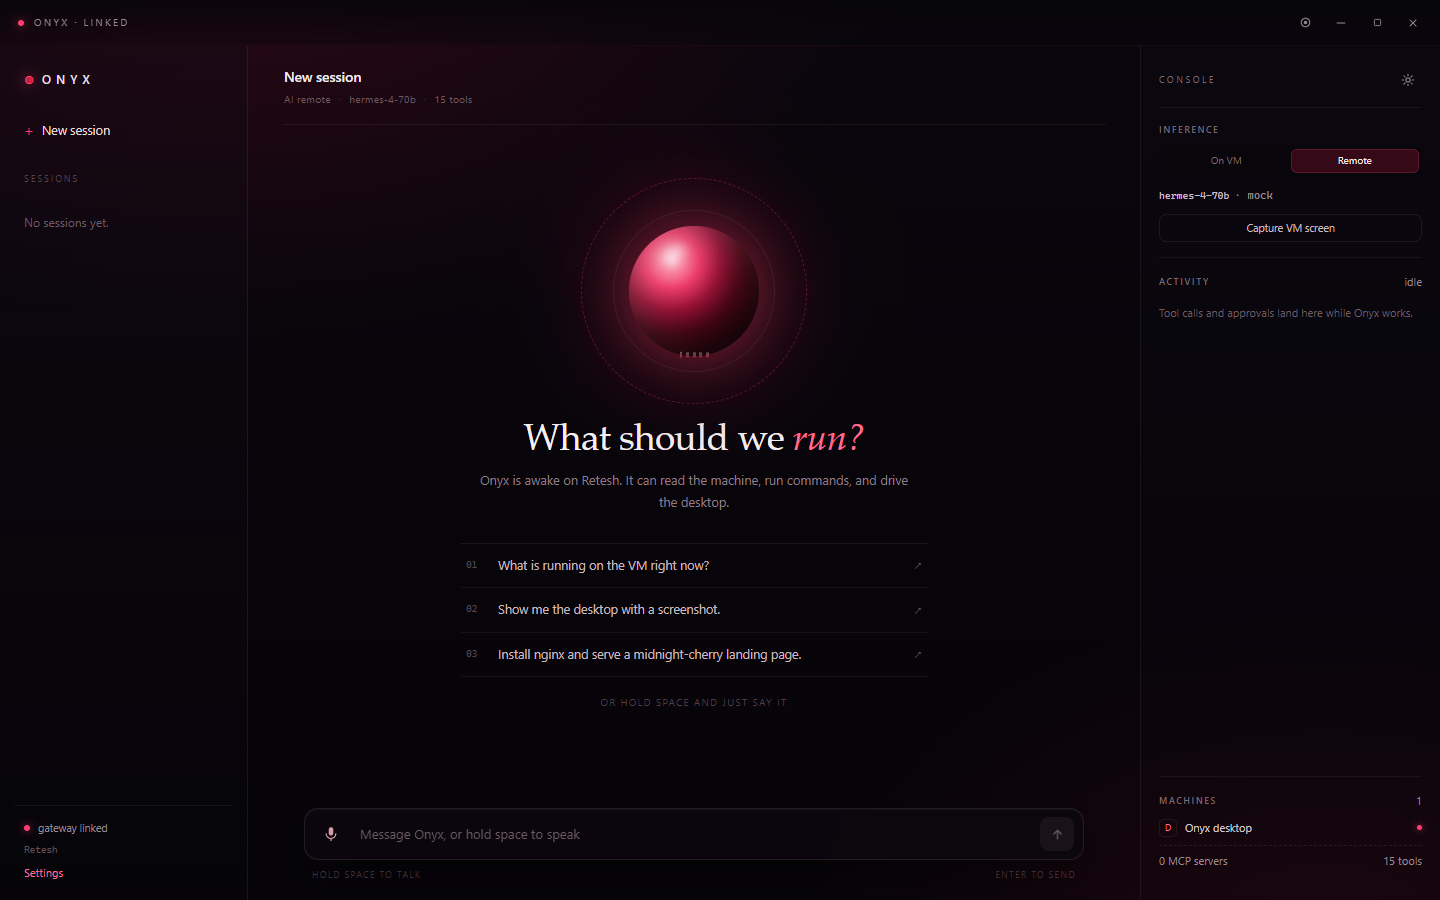 ONYX · LINKED
ONYX
+ New session
SESSIONS
No sessions yet.
gateway linked
Retesh
Settings
New session
AI remote · hermes-4-70b · 15 tools
What should we run?
Onyx is awake on Retesh. It can read the machine, run commands, and drive
the desktop.
01 What is running on the VM right now? ↗
02 Show me the desktop with a screenshot. ↗
03 Install nginx and serve a midnight-cherry landing page. ↗
OR HOLD SPACE AND JUST SAY IT
Message Onyx, or hold space to speak
HOLD SPACE TO TALK
ENTER TO SEND
CONSOLE
INFERENCE
On VM
Remote
hermes-4-70b · mock
Capture VM screen
ACTIVITY
idle
Tool calls and approvals land here while Onyx works.
MACHINES
1
D Onyx desktop
0 MCP servers
15 tools